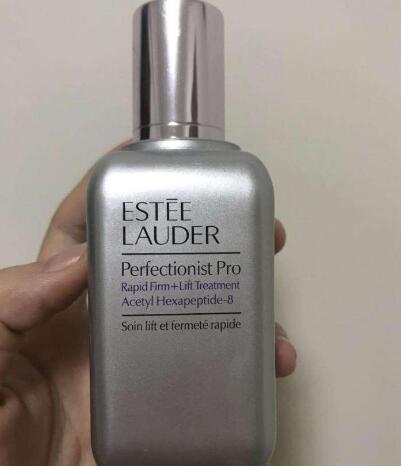 ESTĒE
LAUDER
Perfectionist Pro
Rapid Firm+Lift Treatment
Acetyl Hexapeptide-8
Soin lift et fermeté rapide